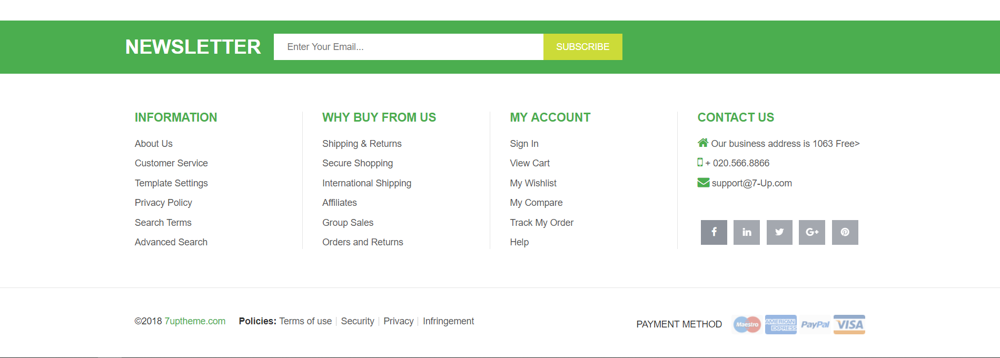 NEWSLETTER Enter Your Email... SUBSCRIBE
INFORMATION
About Us
Customer Service
Template Settings
Privacy Policy
Search Terms
Advanced Search
WHY BUY FROM US
Shipping & Returns
Secure Shopping
International Shipping
Affiliates
Group Sales
Orders and Returns
MY ACCOUNT
Sign In
View Cart
My Wishlist
My Compare
Track My Order
Help
CONTACT US
Our business address is 1063 Free>
+ 020.566.8866
support@7-Up.com
©2018 7uptheme.com Policies: Terms of use Security Privacy Infringement
PAYMENT METHOD Maestro AMERICAN EXPRESS PayPal VISA